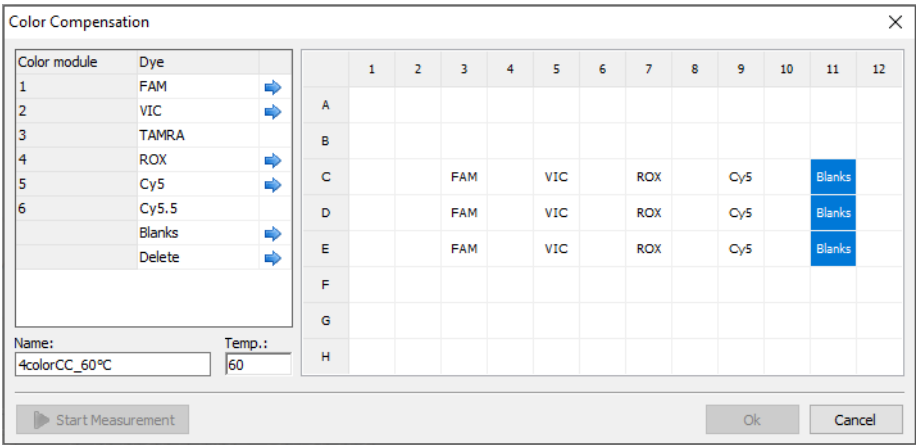 Color Compensation
Color module Dye
1 FAM
2 VIC
3 TAMRA
4 ROX
5 Cy5
6 Cy5.5
Blanks
Delete
Name: Temp.:
4colorCC_60°C 60
1 2 3 4 5 6 7 8 9 10 11 12
A
B
C FAM VIC ROX Cy5 Blanks
D FAM VIC ROX Cy5 Blanks
E FAM VIC ROX Cy5 Blanks
F
G
H
Start Measurement Ok Cancel